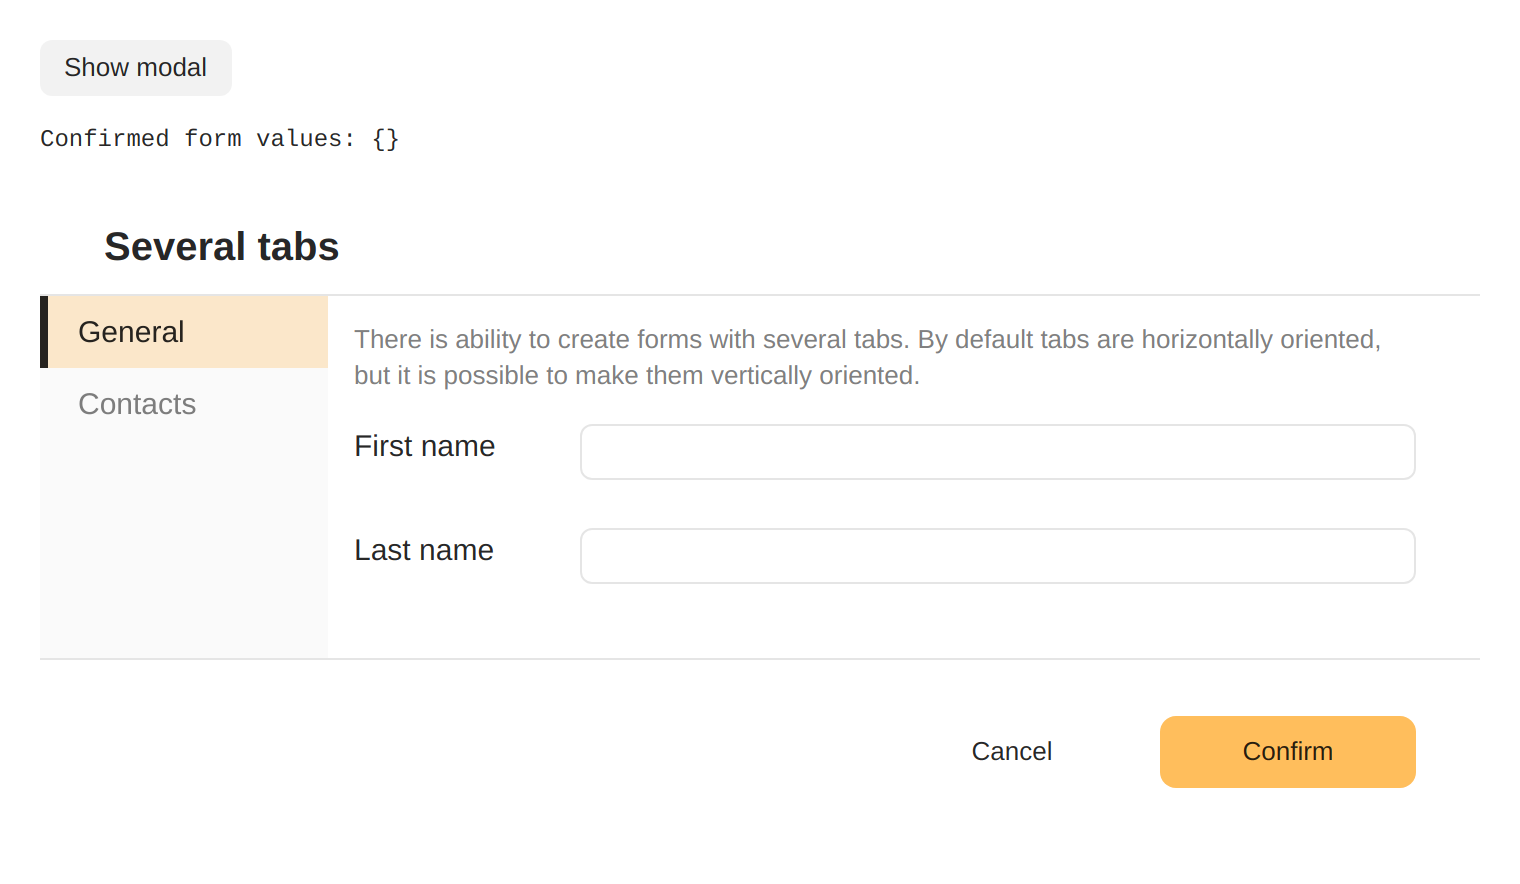 Show modal
Confirmed form values: {}
Several tabs
General
Contacts
There is ability to create forms with several tabs. By default tabs are horizontally oriented,
but it is possible to make them vertically oriented.
First name
Last name
Cancel
Confirm